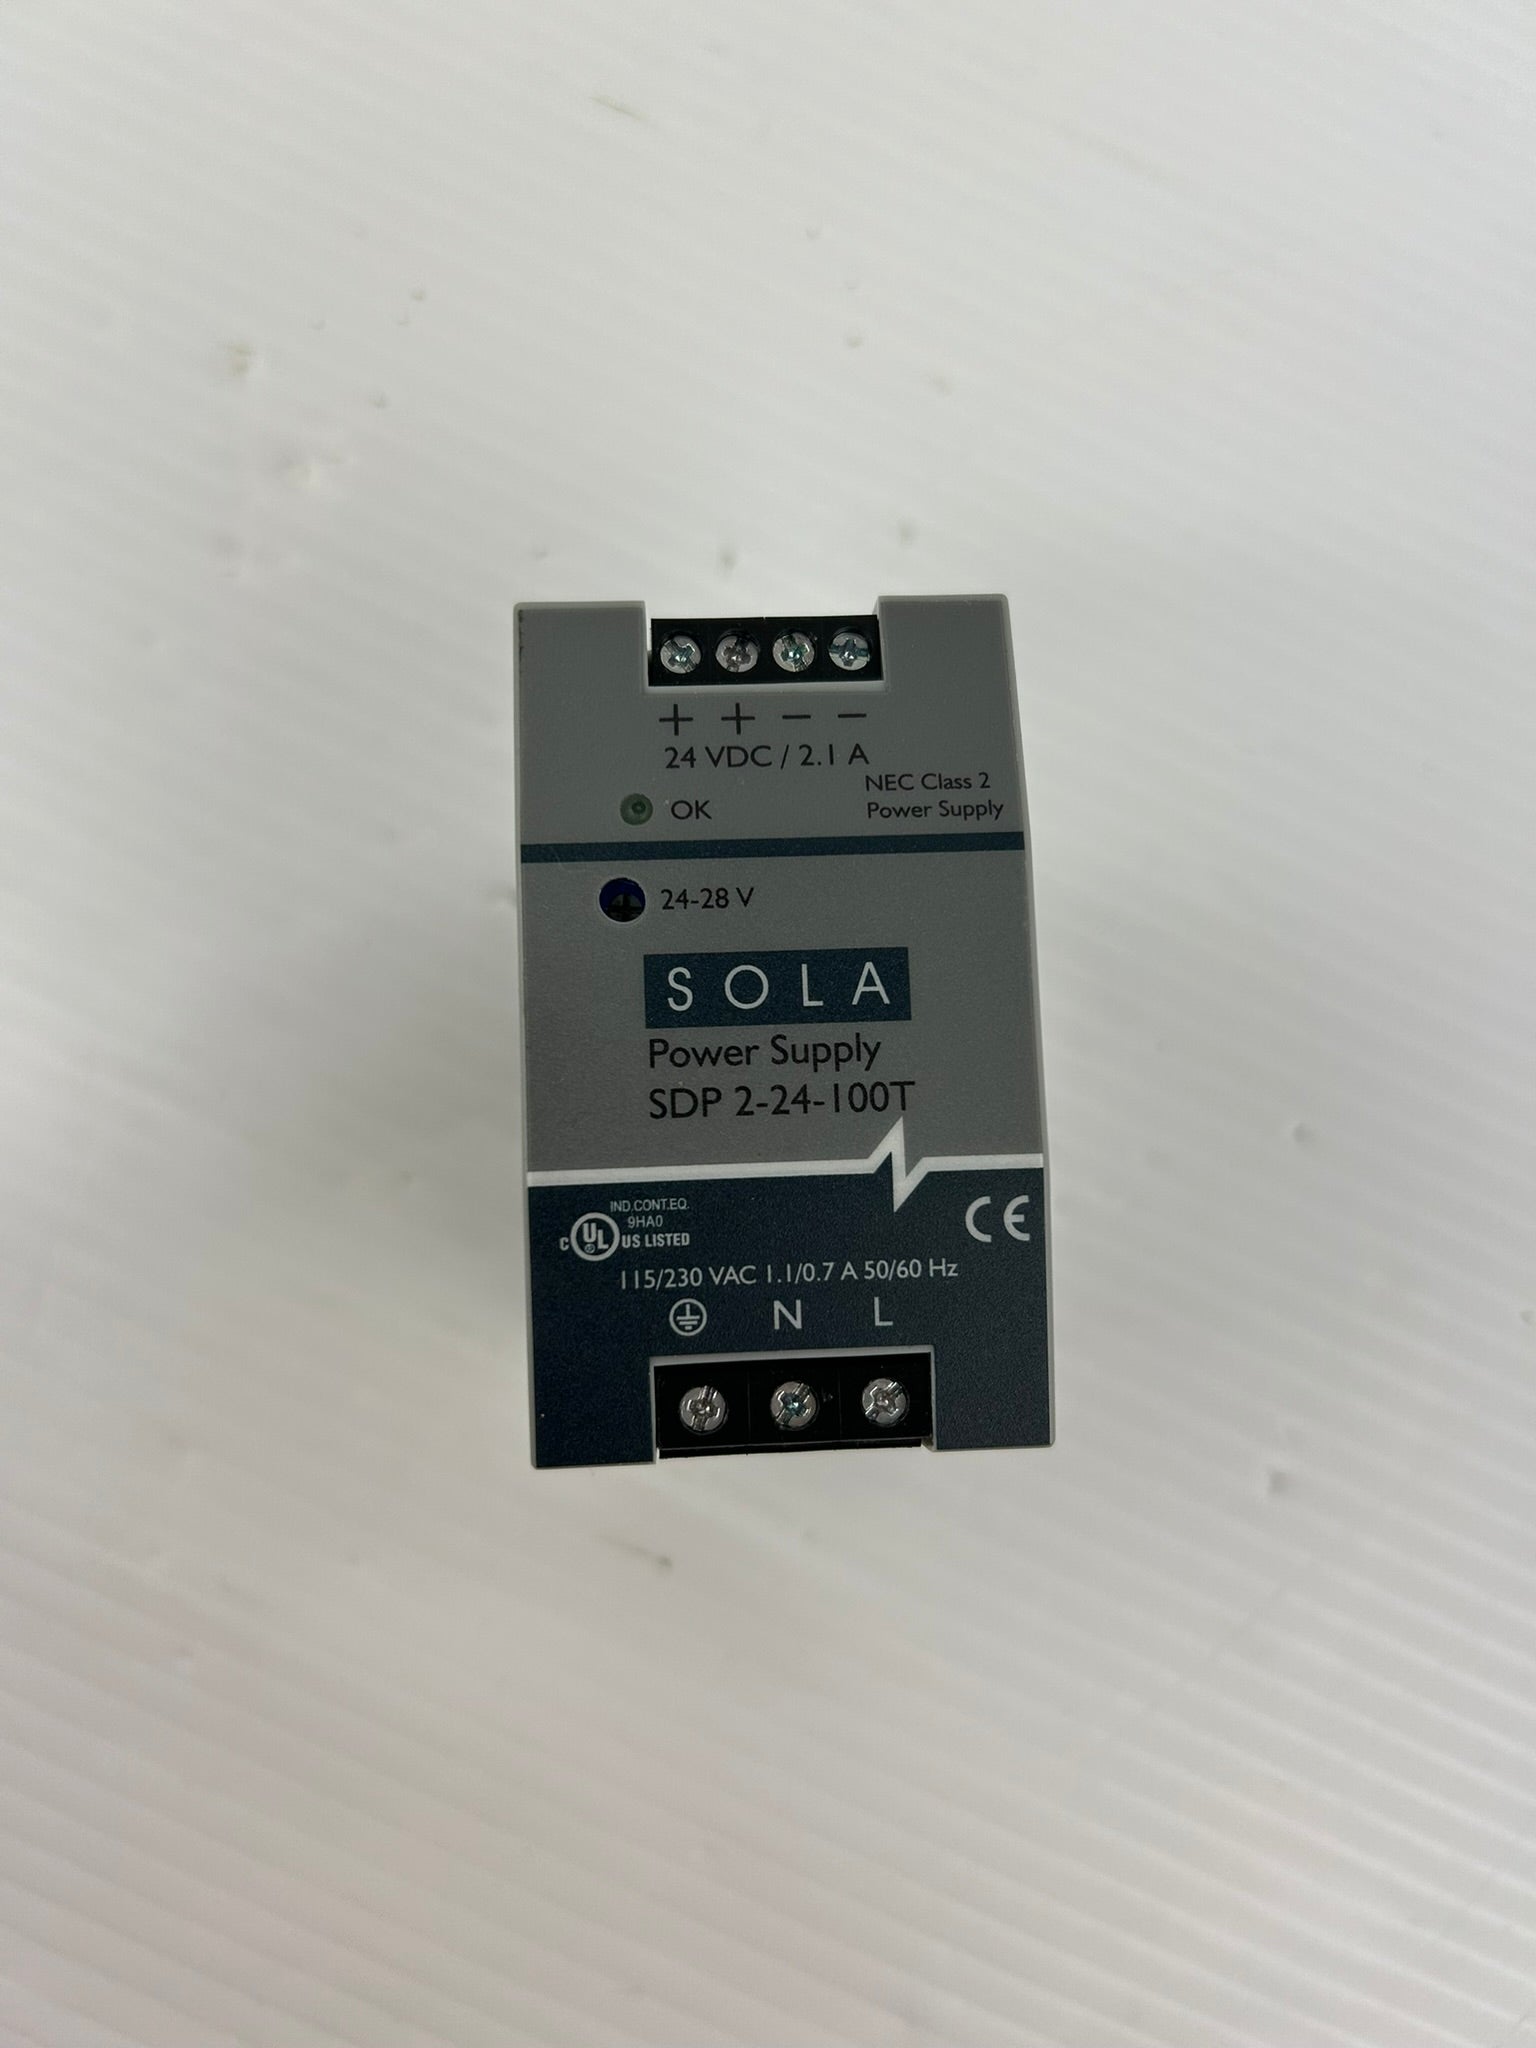 + + − −
24 VDC / 2.1 A
NEC Class 2
Power Supply
OK
24-28 V
SOLA
Power Supply
SDP 2-24-100T
IND.CONT.EQ.
9HA0
C UL US LISTED
CE
115/230 VAC 1.1/0.7 A 50/60 Hz
N L